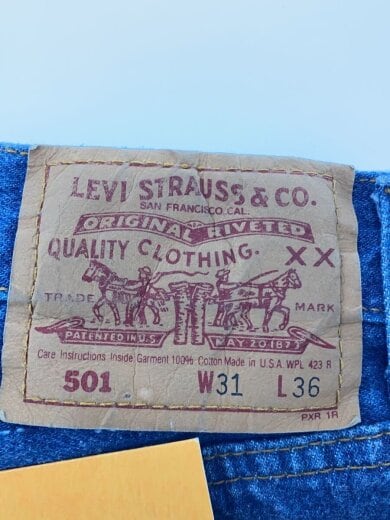 LEVI STRAUSS & CO.
SAN FRANCISCO, CAL.
ORIGINAL RIVETED
QUALITY CLOTHING. XX
TRADE MARK
PATENTED IN U.S. MAY 20 1873
Care Instructions Inside Garment 100% Cotton Made in U.S.A. WPL 423 R
501 W31 L36
PXR 1R